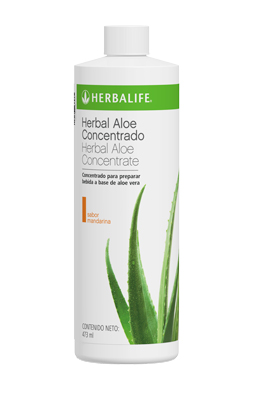 HERBALIFE.
Herbal Aloe
Concentrado
Herbal Aloe
Concentrate
Concentrado para preparar
bebida a base de aloe vera
sabor
mandarina
CONTENIDO NETO:
473 ml